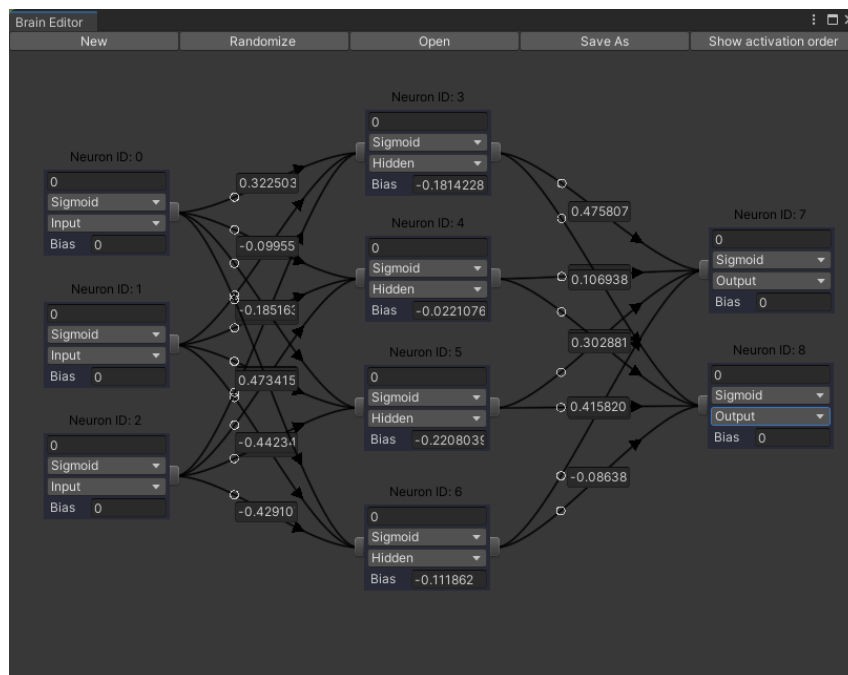 Brain Editor
New
Randomize
Open
Save As
Show activation order
Neuron ID: 0
0
Sigmoid
Input
Bias 0
Neuron ID: 1
0
Sigmoid
Input
Bias 0
Neuron ID: 2
0
Sigmoid
Input
Bias 0
0.322503
-0.09955
-0.18516
0.473415
-0.4423
-0.42910
Neuron ID: 3
0
Sigmoid
Hidden
Bias -0.1814228
Neuron ID: 4
0
Sigmoid
Hidden
Bias -0.0221076
Neuron ID: 5
0
Sigmoid
Hidden
Bias -0.220803
Neuron ID: 6
0
Sigmoid
Hidden
Bias -0.111862
0.475807
0.106938
0.302881
0.415820
-0.08638
Neuron ID: 7
0
Sigmoid
Output
Bias 0
Neuron ID: 8
0
Sigmoid
Output
Bias 0